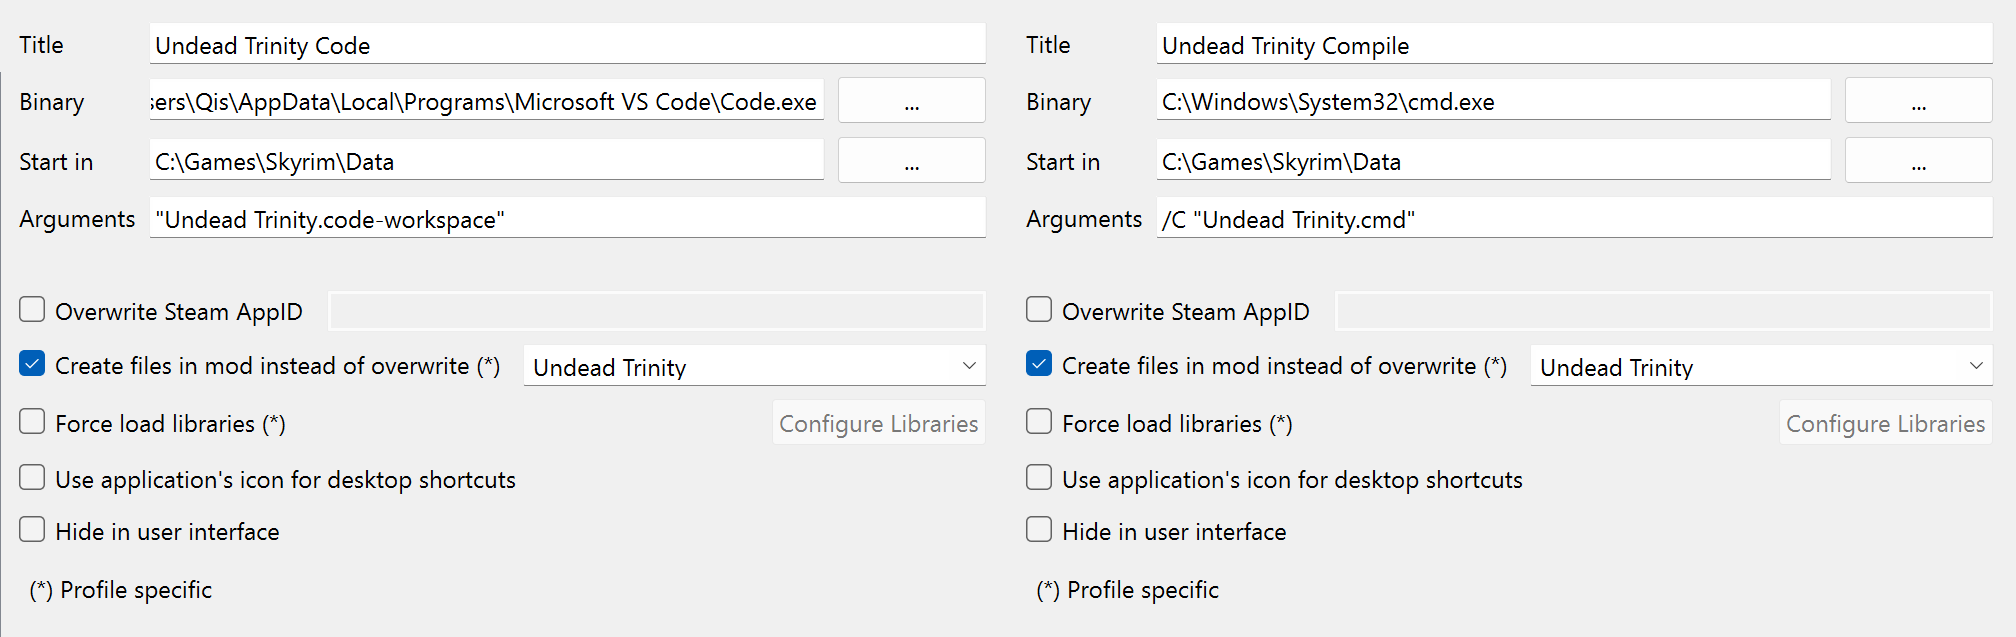 Title Undead Trinity Code
Binary sers\Qis\AppData\Local\Programs\Microsoft VS Code\Code.exe ...
Start in C:\Games\Skyrim\Data ...
Arguments "Undead Trinity.code-workspace"
Overwrite Steam AppID
Create files in mod instead of overwrite (*) Undead Trinity
Force load libraries (*) Configure Libraries
Use application's icon for desktop shortcuts
Hide in user interface
(*) Profile specific
Title Undead Trinity Compile
Binary C:\Windows\System32\cmd.exe ...
Start in C:\Games\Skyrim\Data ...
Arguments /C "Undead Trinity.cmd"
Overwrite Steam AppID
Create files in mod instead of overwrite (*) Undead Trinity
Force load libraries (*) Configure Libraries
Use application's icon for desktop shortcuts
Hide in user interface
(*) Profile specific